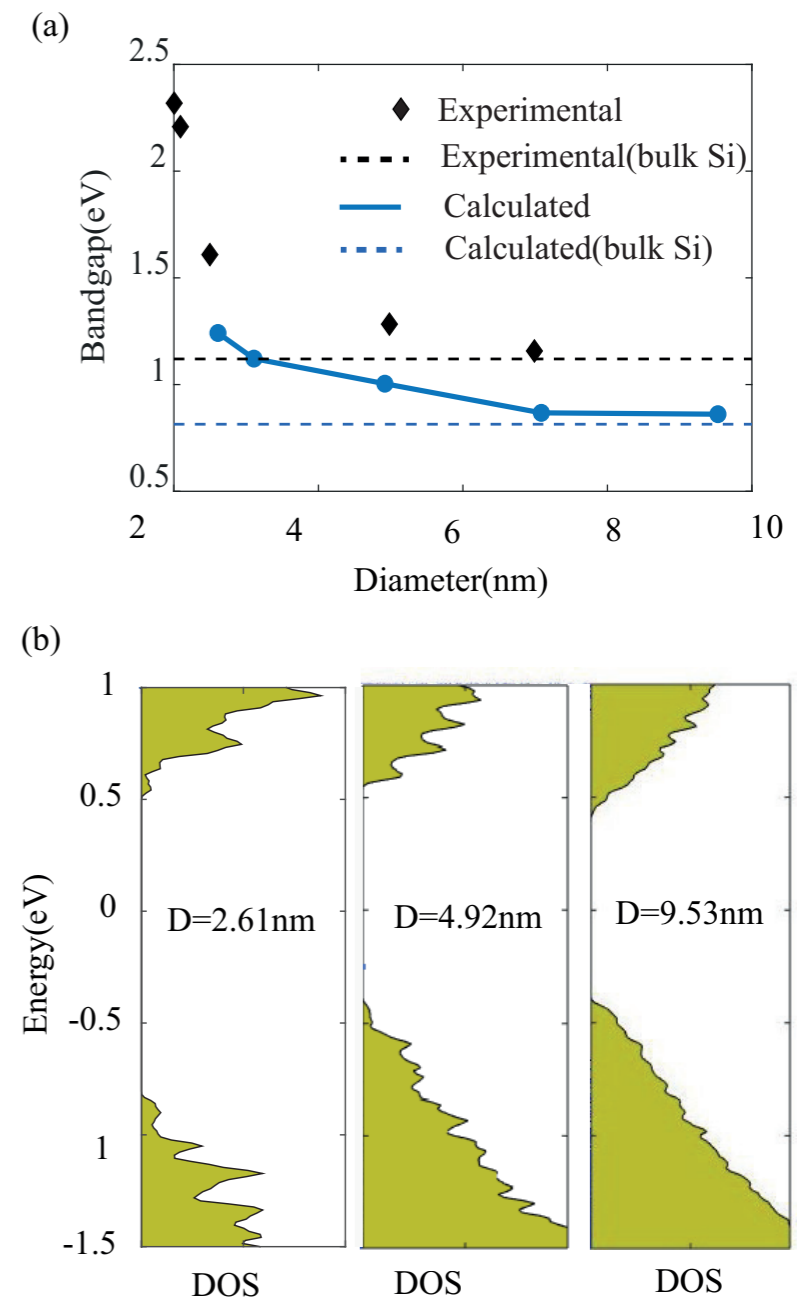 (a)
2.5
2
1.5
1
0.5
Bandgap(eV)
Experimental
Experimental(bulk Si)
Calculated
Calculated(bulk Si)
2 4 6 8 10
Diameter(nm)
(b)
1
0.5
0
-0.5
1
-1.5
Energy(eV)
D=2.61nm
D=4.92nm
D=9.53nm
DOS DOS DOS